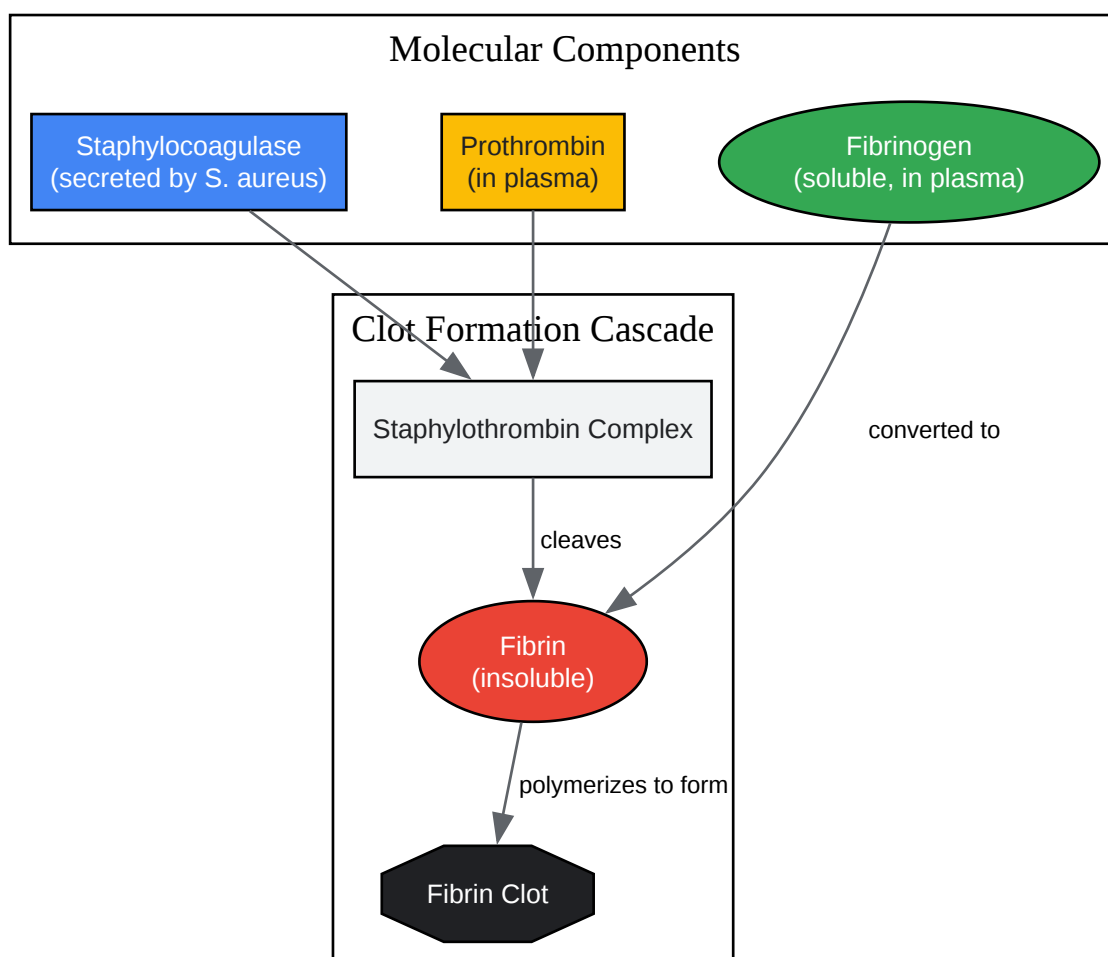 Molecular Components
Staphylocoagulase
(secreted by S. aureus)
Prothrombin
(in plasma)
Fibrinogen
(soluble, in plasma)
Clot Formation Cascade
Staphylothrombin Complex
converted to
cleaves
Fibrin
(insoluble)
polymerizes to form
Fibrin Clot